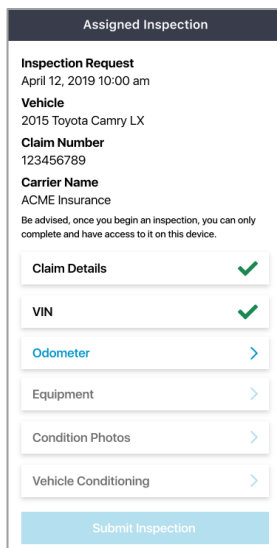 Assigned Inspection
Inspection Request
April 12, 2019 10:00 am
Vehicle
2015 Toyota Camry LX
Claim Number
123456789
Carrier Name
ACME Insurance
Be advised, once you begin an inspection, you can only
complete and have access to it on this device.
Claim Details
VIN
Odometer
Equipment
Condition Photos
Vehicle Conditioning
Submit Inspection